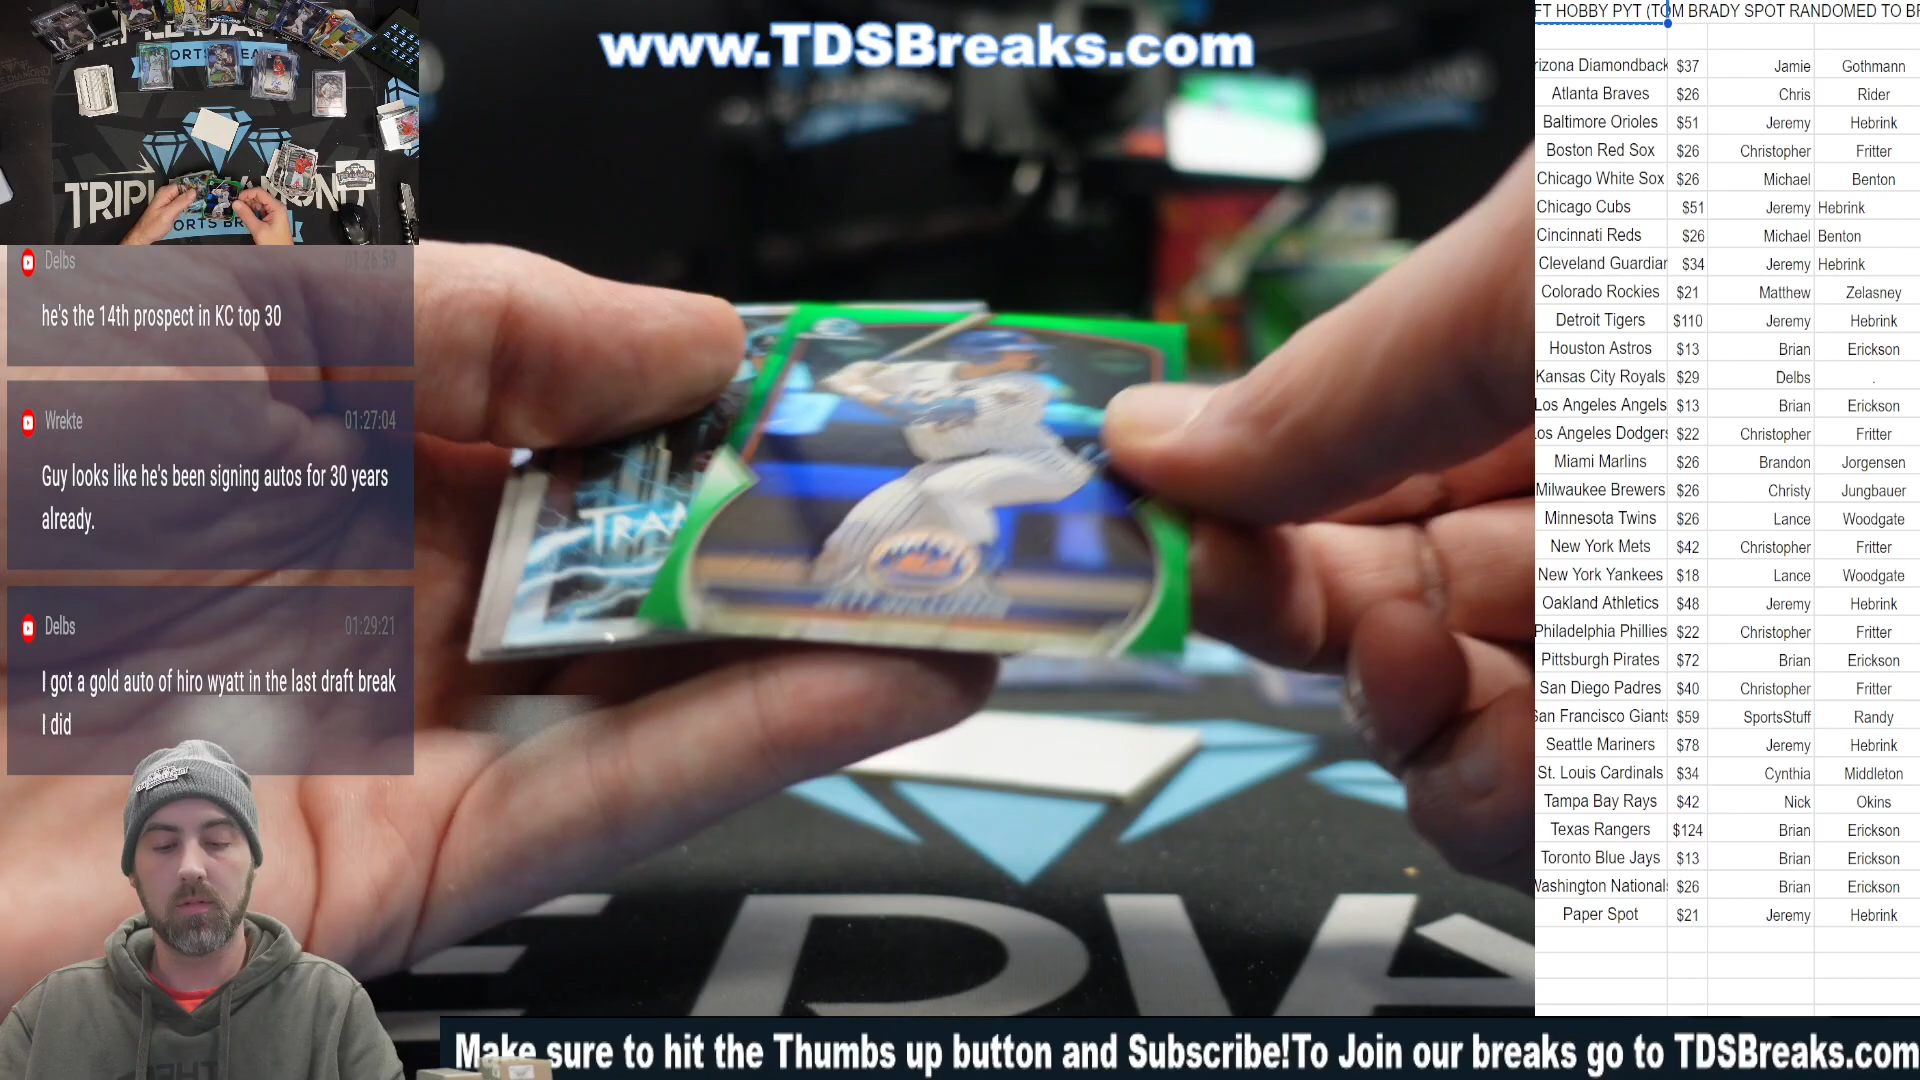 www.TDSBreaks.com
TRIPLE
SPORTS
Delbs 01:26:59
he's the 14th prospect in KC top 30
Wrekte 01:27:04
Guy looks like he's been signing autos for 30 years
already.
Delbs 01:29:21
I got a gold auto of hiro wyatt in the last draft break
I did
TRAN
FT HOBBY PYT (TOM BRADY SPOT RANDOMED TO BR
rizona Diamondback $37 Jamie Gothmann
Atlanta Braves $26 Chris Rider
Baltimore Orioles $51 Jeremy Hebrink
Boston Red Sox $26 Christopher Fritter
Chicago White Sox $26 Michael Benton
Chicago Cubs $51 Jeremy Hebrink
Cincinnati Reds $26 Michael Benton
Cleveland Guardian $34 Jeremy Hebrink
Colorado Rockies $21 Matthew Zelasney
Detroit Tigers $110 Jeremy Hebrink
Houston Astros $13 Brian Erickson
Kansas City Royals $29 Delbs .
Los Angeles Angels $13 Brian Erickson
os Angeles Dodgers $22 Christopher Fritter
Miami Marlins $26 Brandon Jorgensen
Milwaukee Brewers $26 Christy Jungbauer
Minnesota Twins $26 Lance Woodgate
New York Mets $42 Christopher Fritter
New York Yankees $18 Lance Woodgate
Oakland Athletics $48 Jeremy Hebrink
Philadelphia Phillies $22 Christopher Fritter
Pittsburgh Pirates $72 Brian Erickson
San Diego Padres $40 Christopher Fritter
San Francisco Giants $59 SportsStuff Randy
Seattle Mariners $78 Jeremy Hebrink
St. Louis Cardinals $34 Cynthia Middleton
Tampa Bay Rays $42 Nick Okins
Texas Rangers $124 Brian Erickson
Toronto Blue Jays $13 Brian Erickson
Washington Nationals $26 Brian Erickson
Paper Spot $21 Jeremy Hebrink
Make sure to hit the Thumbs up button and Subscribe!To Join our breaks go to TDSBreaks.com